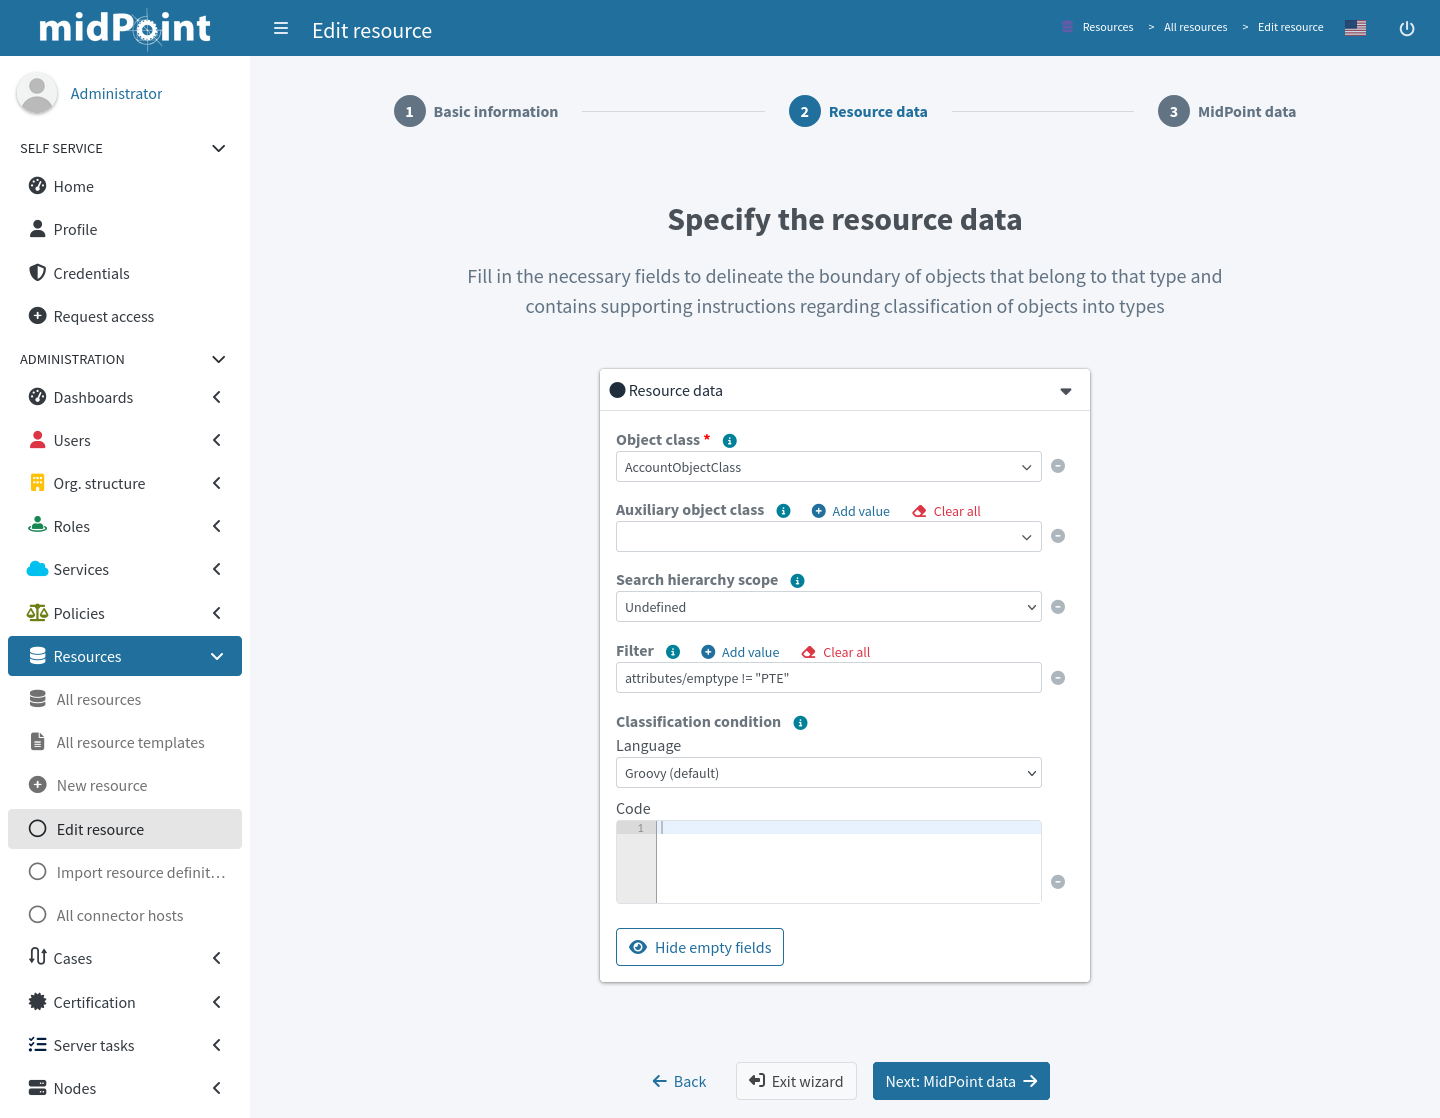 midPoint
Edit resource
Resources > All resources > Edit resource
Administrator
SELF SERVICE
Home
Profile
Credentials
Request access
ADMINISTRATION
Dashboards
Users
Org. structure
Roles
Services
Policies
Resources
All resources
All resource templates
New resource
Edit resource
Import resource definit...
All connector hosts
Cases
Certification
Server tasks
Nodes
1 Basic information
2 Resource data
3 MidPoint data
Specify the resource data
Fill in the necessary fields to delineate the boundary of objects that belong to that type and
contains supporting instructions regarding classification of objects into types
Resource data
Object class *
AccountObjectClass
Auxiliary object class Add value Clear all
Search hierarchy scope
Undefined
Filter Add value Clear all
attributes/emptype != "PTE"
Classification condition
Language
Groovy (default)
Code
1
Hide empty fields
Back Exit wizard Next: MidPoint data